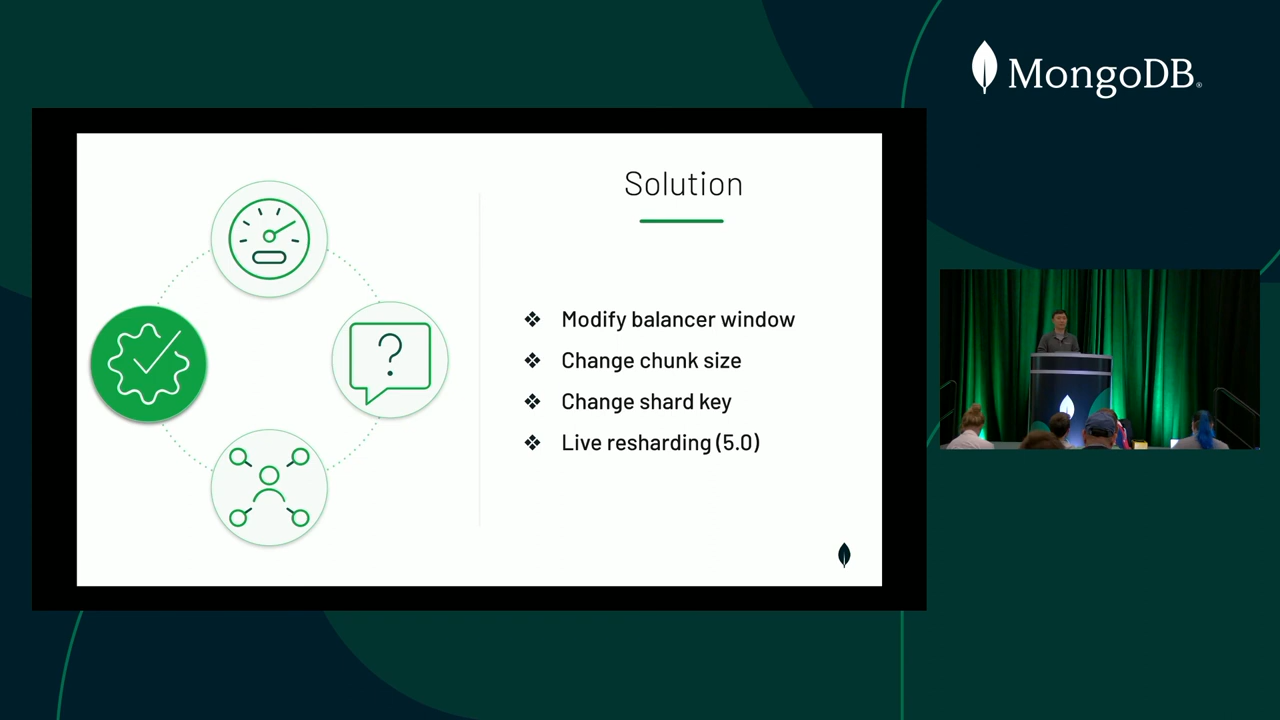 MongoDB®
Solution
❖ Modify balancer window
❖ Change chunk size
❖ Change shard key
❖ Live resharding (5.0)